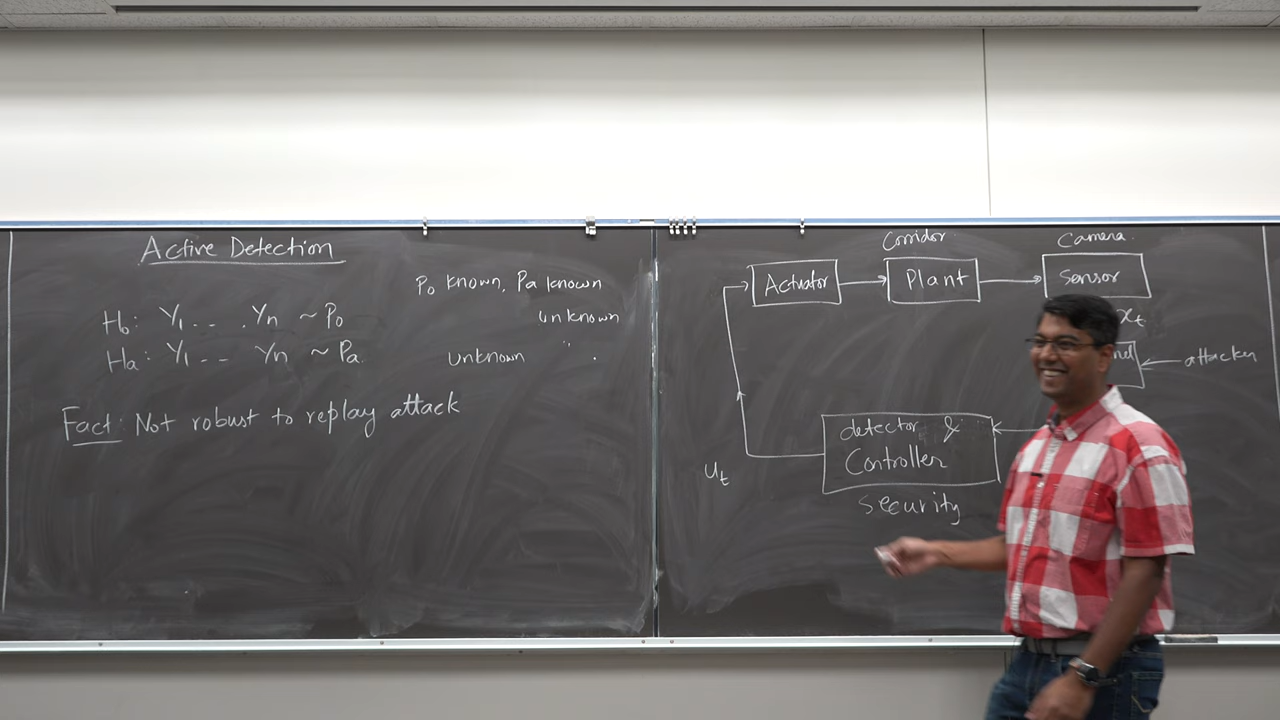 Active Detection
P₀ known, Pa known
unknown
H₀: Y₁ . . . Yn ~ P₀
Ha: Y₁ . . Yn ~ Pa.
unknown " .
Fact: Not robust to replay attack
Corridor
Camera.
Actuator
Plant
Sensor
xt
attacker
detector &
Controller
ut
security